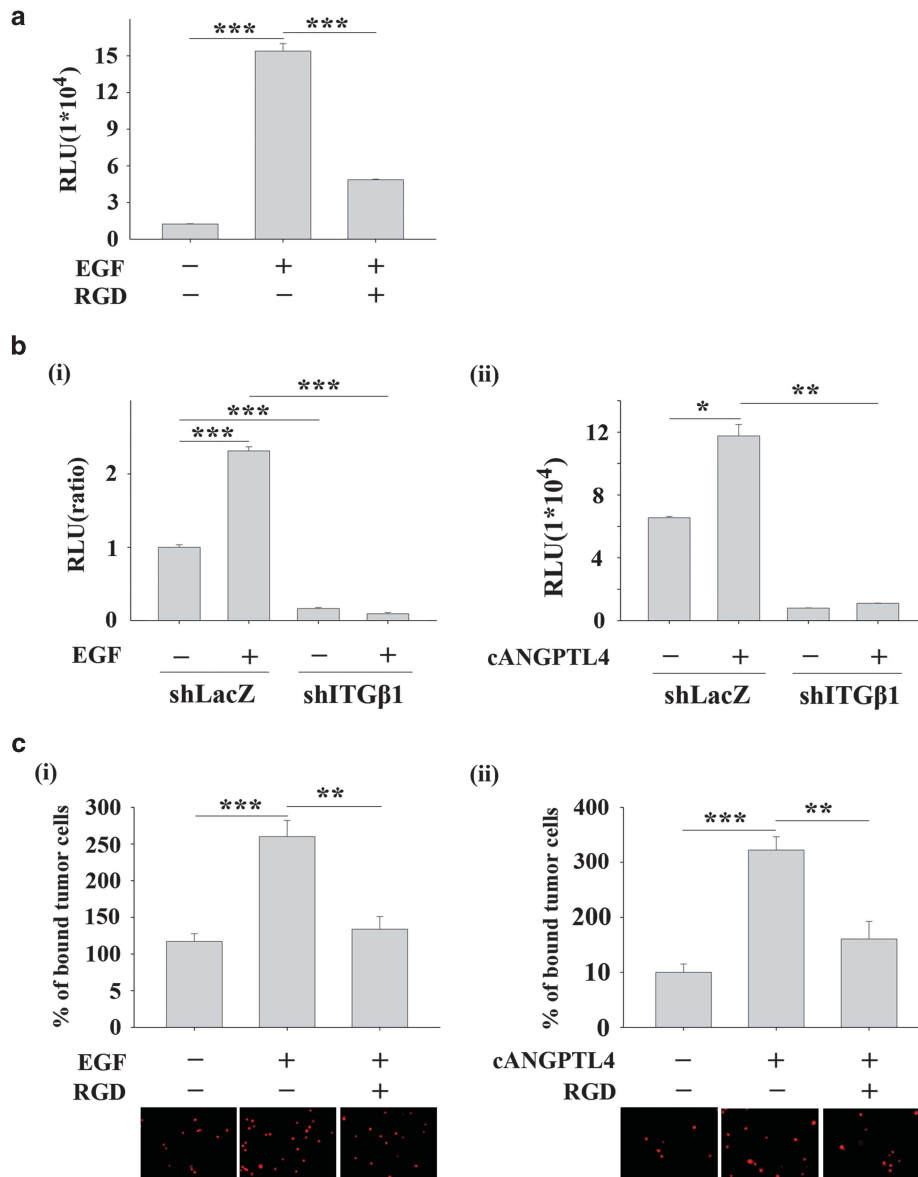 a
*** ***
RLU(1*10⁴)
15
12
9
6
3
0
EGF − + +
RGD − − +
b
(i)
***
***
***
RLU(ratio)
2
1
0
EGF − + − +
shLacZ shITGβ1
(ii)
* **
RLU(1*10⁴)
12
8
4
0
cANGPTL4 − + − +
shLacZ shITGβ1
c
(i)
*** **
% of bound tumor cells
300
250
200
150
100
5
0
EGF − + +
RGD − − +
(ii)
*** **
% of bound tumor cells
400
300
200
10
0
cANGPTL4 − + +
RGD − − +